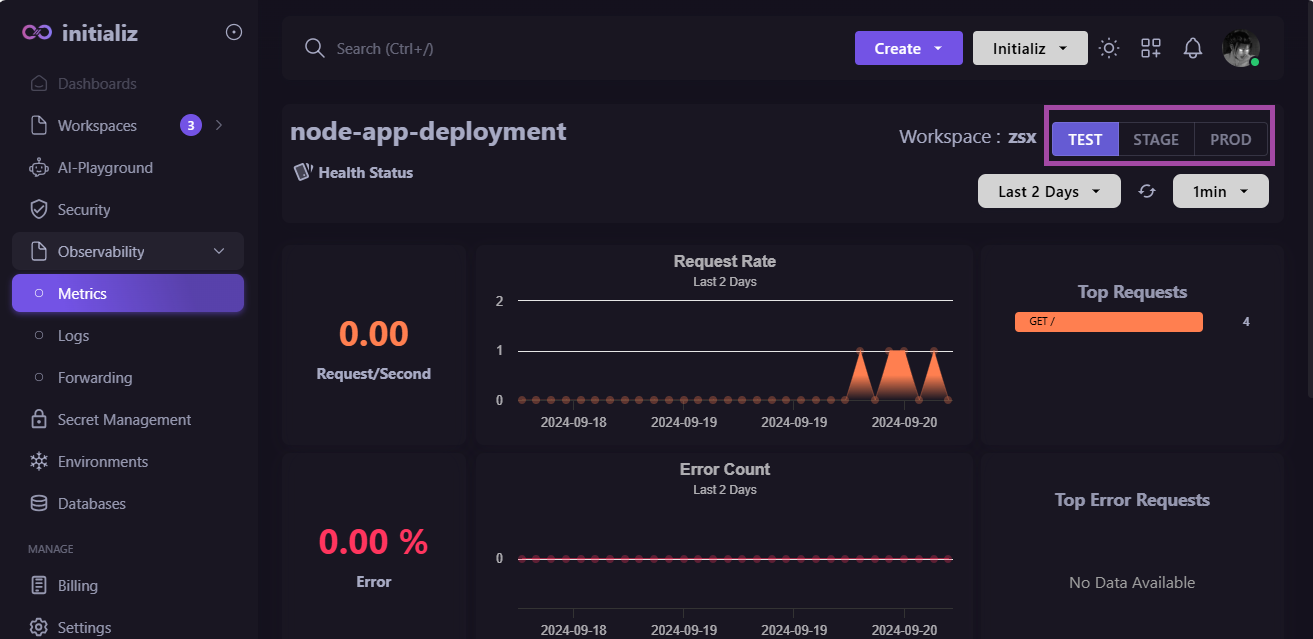 initializ
Dashboards
Workspaces 3
AI-Playground
Security
Observability
Metrics
Logs
Forwarding
Secret Management
Environments
Databases
MANAGE
Billing
Settings
Search (Ctrl+/)
Create
Initializ
node-app-deployment
Health Status
Workspace : zsx
TEST STAGE PROD
Last 2 Days
1min
0.00
Request/Second
Request Rate
Last 2 Days
2
1
0
2024-09-18 2024-09-19 2024-09-19 2024-09-20
Top Requests
GET / 4
0.00 %
Error
Error Count
Last 2 Days
0
2024-09-18 2024-09-19 2024-09-19 2024-09-20
Top Error Requests
No Data Available